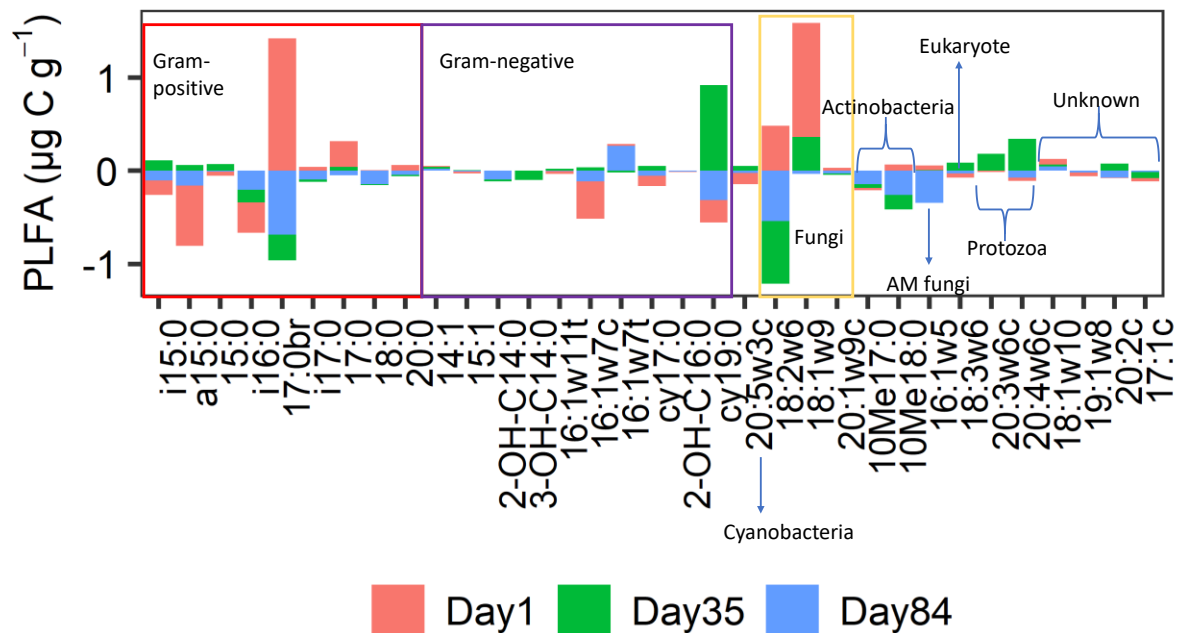 PLFA (µg C g⁻¹)
1
0
-1
Gram-
positive
Gram-negative
Fungi
Actinobacteria
Eukaryote
AM fungi
Protozoa
Unknown
i15:0
a15:0
15:0
i16:0
17:0br
i17:0
17:0
18:0
20:0
14:1
15:1
2-OH-C14:0
3-OH-C14:0
16:1w11t
16:1w7c
16:1w7t
cy17:0
2-OH-C16:0
cy19:0
20:5w3c
18:2w6
18:1w9
20:1w9c
10Me17:0
10Me18:0
16:1w5
18:3w6
20:3w6c
20:4w6c
18:1w10
19:1w8
20:2c
17:1c
Cyanobacteria
Day1 Day35 Day84